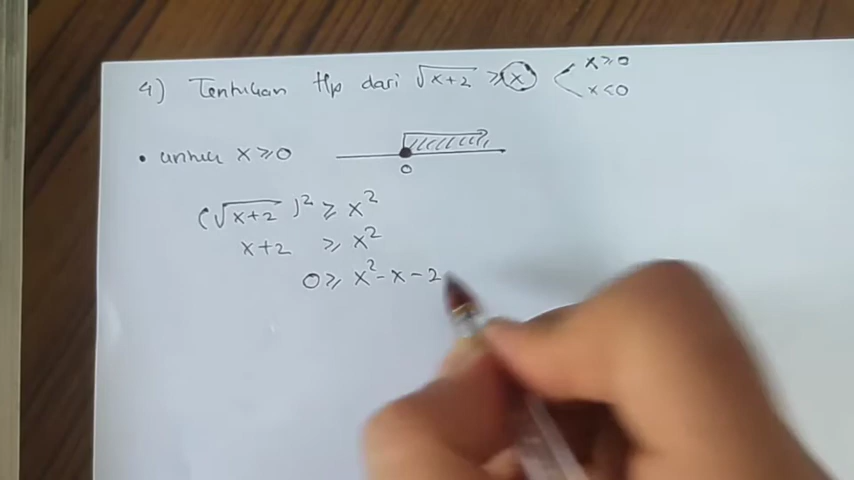 4) Tentukan Hp dari √x+2 ≥ x < x≥0
x<0
• untuk x≥0
0
(√x+2)² ≥ x²
x+2 ≥ x²
0 ≥ x²-x-2